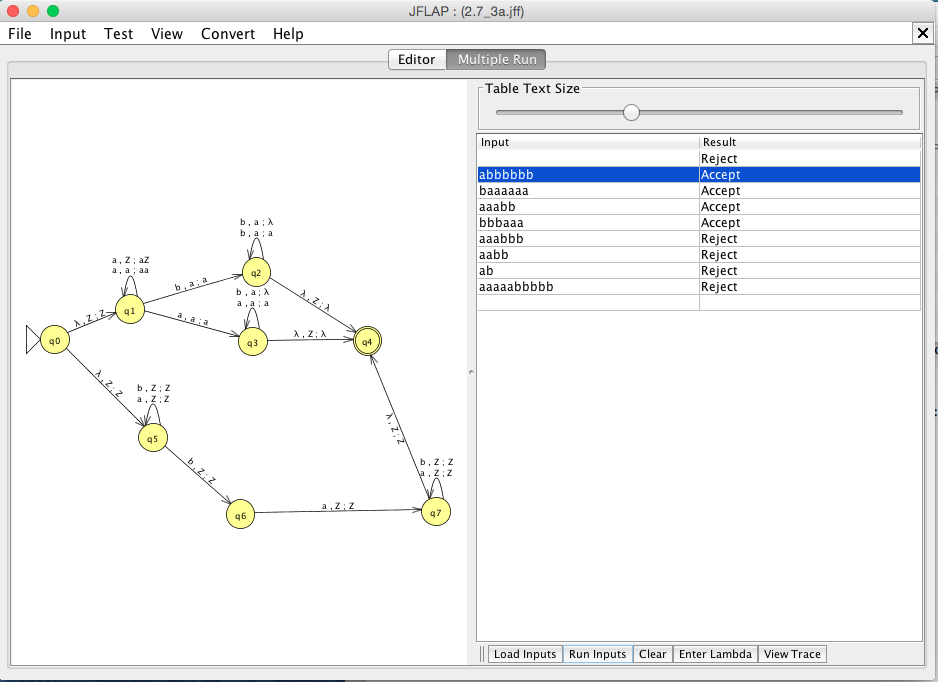 JFLAP : (2.7_3a.jff)
File Input Test View Convert Help
Editor Multiple Run
Table Text Size
Input Result
Reject
abbbbbb Accept
baaaaaa Accept
aaabb Accept
bbbaaa Accept
aaabbb Reject
aabb Reject
ab Reject
aaaaabbbbb Reject
b , a ; λ
b , a ; a
q2
a , Z ; aZ
a , a ; aa
q1
b , a ; a
λ , Z ; λ
b , a ; λ
a , a ; a
a , a ; a
q3
λ , Z ; λ
q4
λ , Z ; Z
q0
λ , Z ; Z
b , Z ; Z
a , Z ; Z
q5
b , Z ; Z
q6
a , Z ; Z
λ , Z ; Z
b , Z ; Z
a , Z ; Z
q7
Load Inputs Run Inputs Clear Enter Lambda View Trace